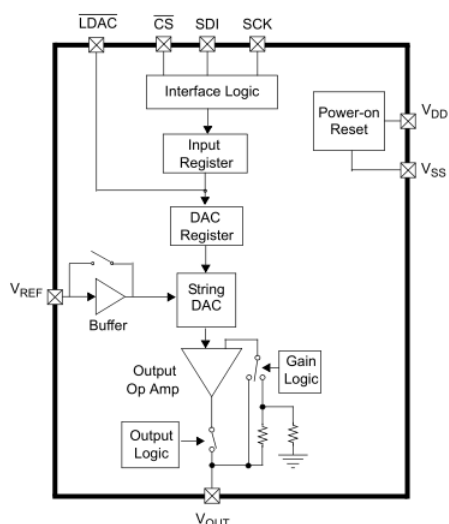 LDAC
CS
SDI
SCK
Interface Logic
Power-on
Reset
VDD
VSS
Input
Register
DAC
Register
VREF
Buffer
String
DAC
Output
Op Amp
Gain
Logic
Output
Logic
VOUT